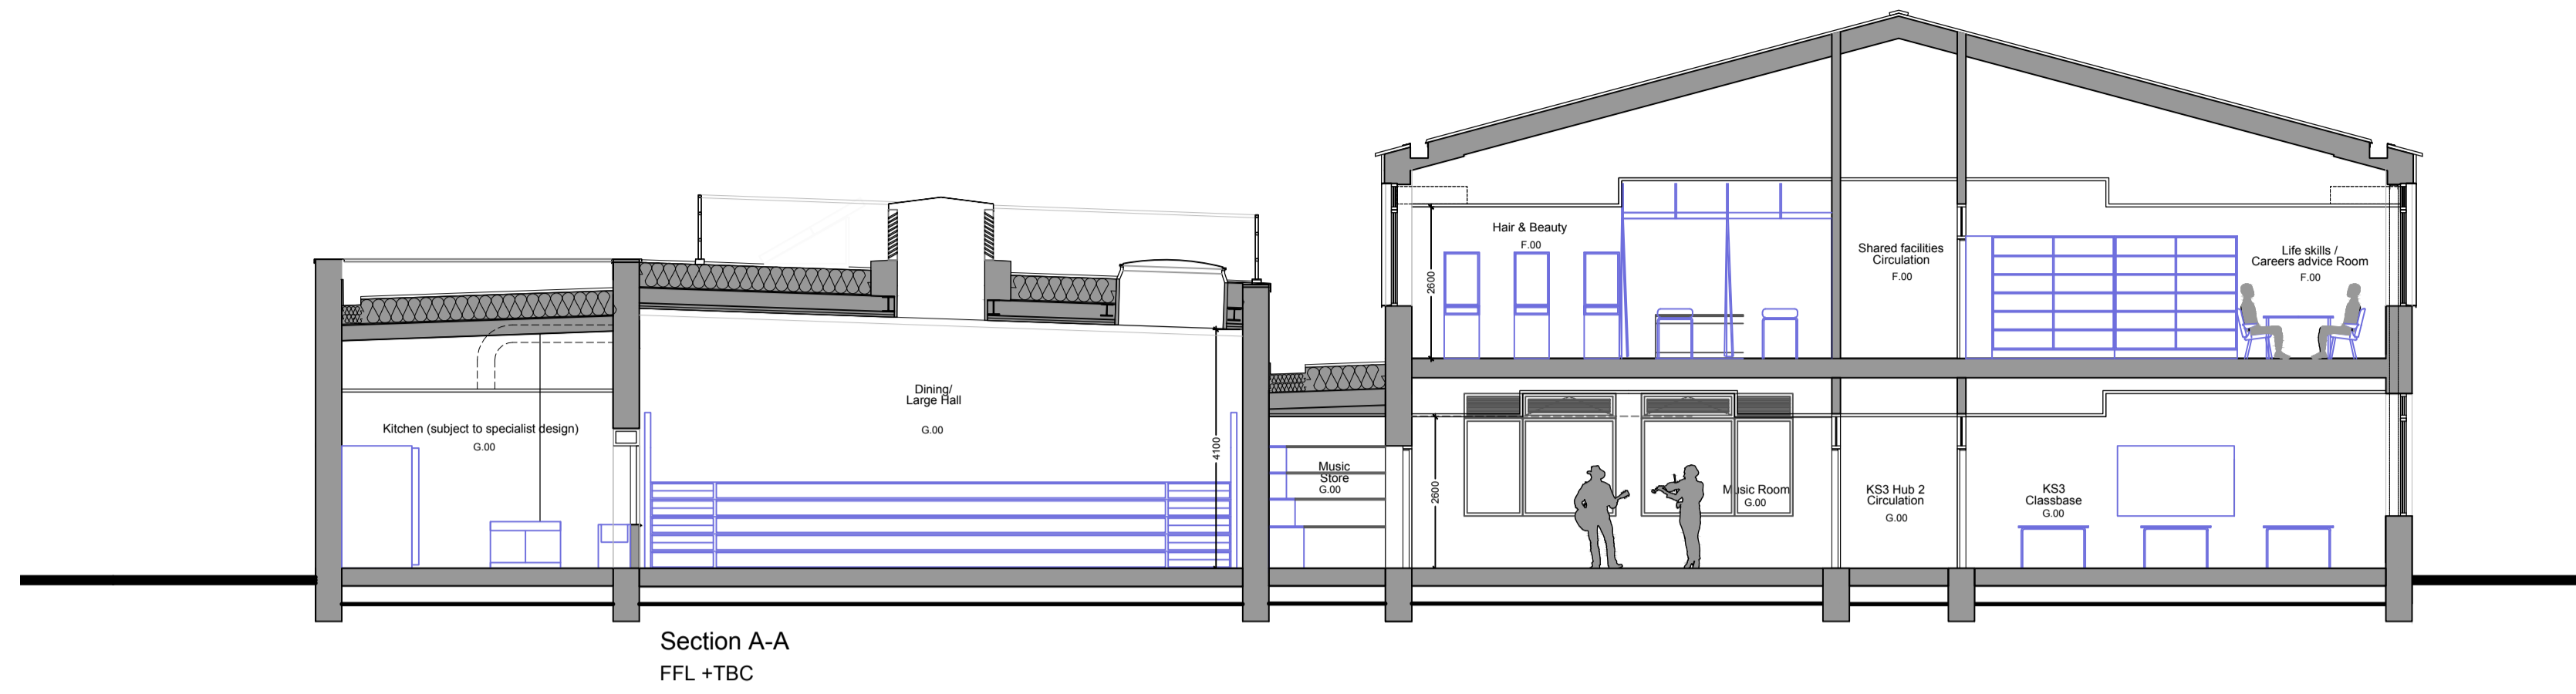 Hair & Beauty
F.00
2600
Shared facilities
Circulation
F.00
Life skills /
Careers advice Room
F.00
Kitchen (subject to specialist design)
G.00
Dining/
Large Hall
G.00
4100
Music
Store
G.00
2600
Music Room
G.00
KS3 Hub 2
Circulation
G.00
KS3
Classbase
G.00
Section A-A
FFL +TBC